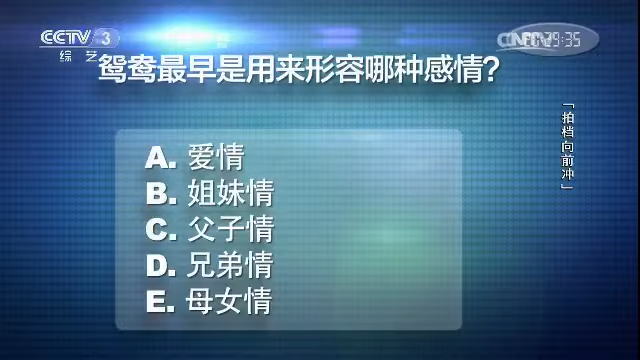 CCTV 3
综艺
鸳鸯最早是用来形容哪种感情？
A. 爱情
B. 姐妹情
C. 父子情
D. 兄弟情
E. 母女情
「拍档向前冲」